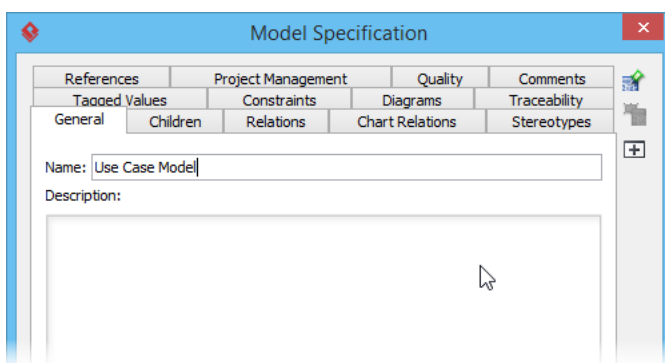 Model Specification
References Project Management Quality Comments
Tagged Values Constraints Diagrams Traceability
General Children Relations Chart Relations Stereotypes
Name: Use Case Model
Description: